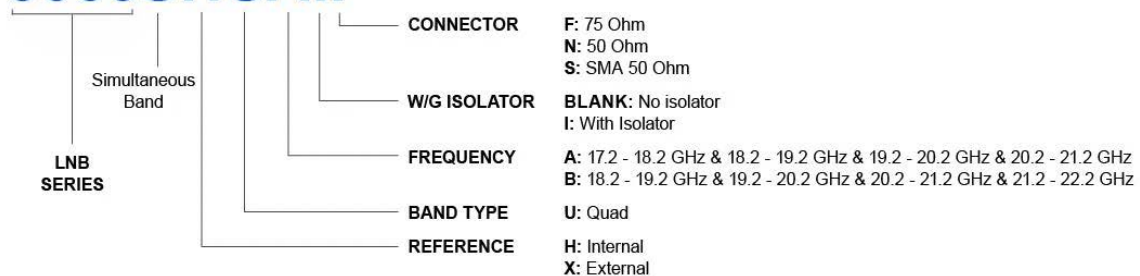 CONNECTOR F: 75 Ohm
N: 50 Ohm
S: SMA 50 Ohm
Simultaneous
Band
W/G ISOLATOR BLANK: No isolator
I: With Isolator
LNB
SERIES
FREQUENCY A: 17.2 - 18.2 GHz & 18.2 - 19.2 GHz & 19.2 - 20.2 GHz & 20.2 - 21.2 GHz
B: 18.2 - 19.2 GHz & 19.2 - 20.2 GHz & 20.2 - 21.2 GHz & 21.2 - 22.2 GHz
BAND TYPE U: Quad
REFERENCE H: Internal
X: External